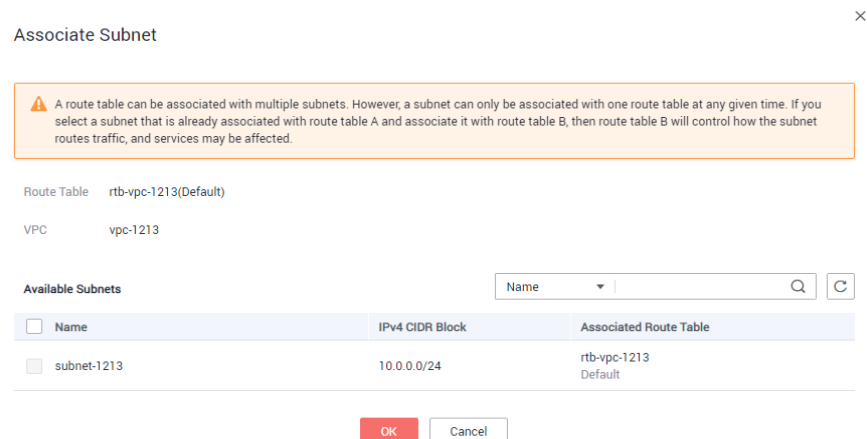 Associate Subnet
A route table can be associated with multiple subnets. However, a subnet can only be associated with one route table at any given time. If you
select a subnet that is already associated with route table A and associate it with route table B, then route table B will control how the subnet
routes traffic, and services may be affected.
Route Table rtb-vpc-1213(Default)
VPC vpc-1213
Available Subnets Name
Name IPv4 CIDR Block Associated Route Table
subnet-1213 10.0.0.0/24 rtb-vpc-1213
Default
OK Cancel